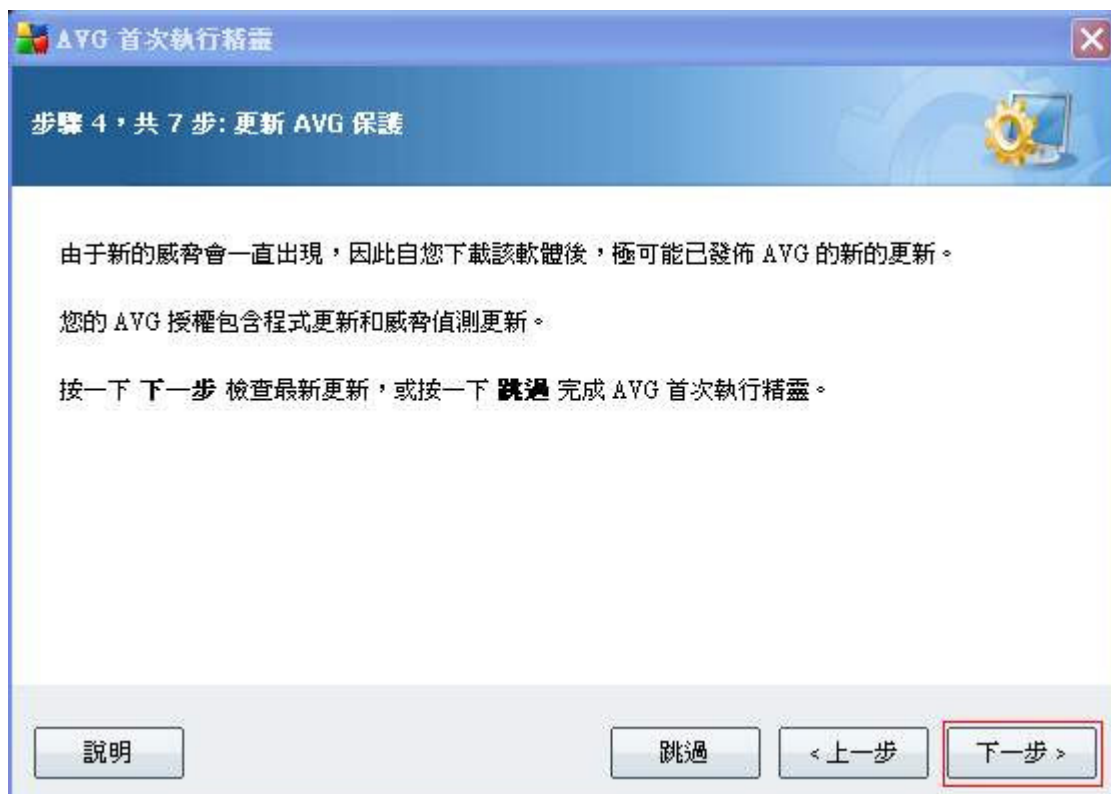 AVG 首次執行精靈
步驟 4，共 7 步: 更新 AVG 保護
由于新的威脅會一直出現，因此自您下載該軟體後，極可能已發佈 AVG 的新的更新。
您的 AVG 授權包含程式更新和威脅偵測更新。
按一下 下一步 檢查最新更新，或按一下 跳過 完成 AVG 首次執行精靈。
說明
跳過
<上一步
下一步>